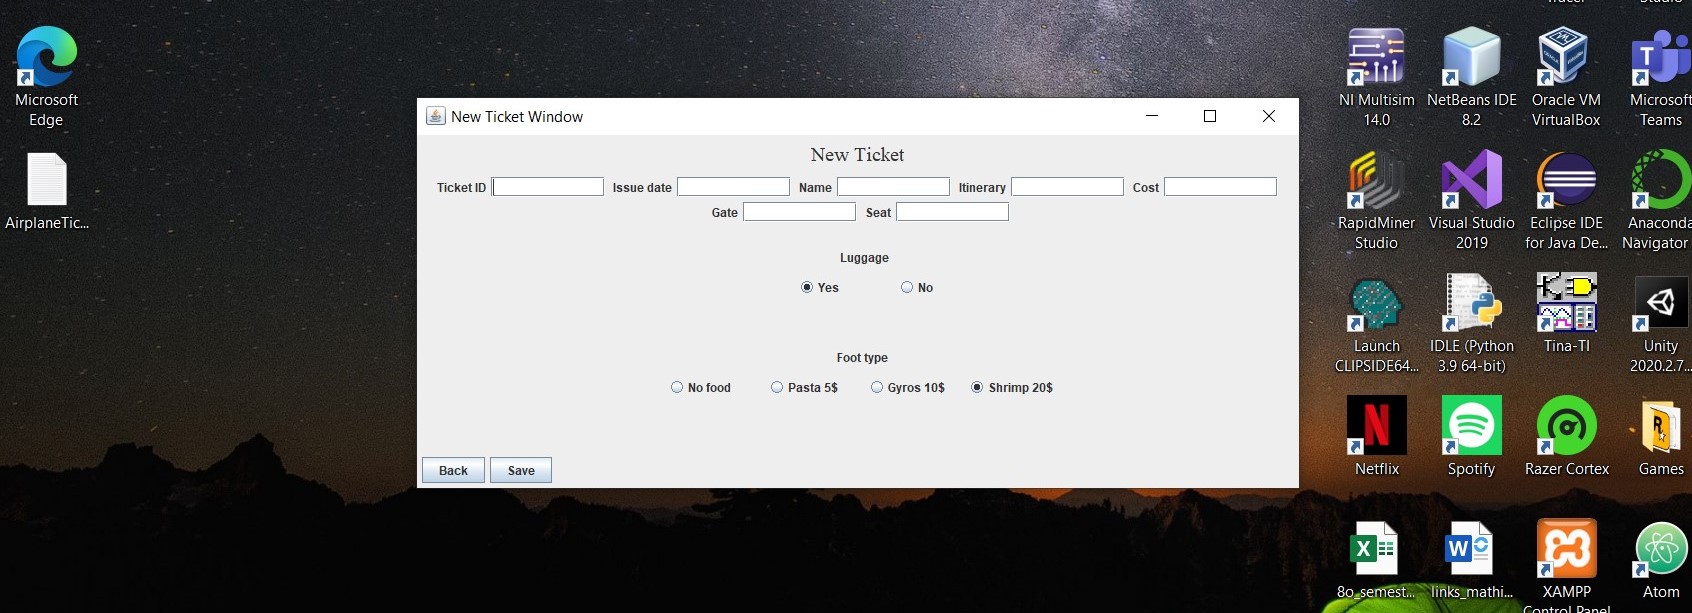 Tracer
Studio
Microsoft
Edge
AirplaneTic...
New Ticket Window
New Ticket
Ticket ID Issue date Name Itinerary Cost
Gate Seat
Luggage
Yes No
Foot type
No food Pasta 5$ Gyros 10$ Shrimp 20$
Back Save
NI Multisim
14.0
NetBeans IDE
8.2
Oracle VM
VirtualBox
Microsoft
Teams
RapidMiner
Studio
Visual Studio
2019
Eclipse IDE
for Java De...
Anaconda
Navigator
Launch
CLIPSIDE64...
IDLE (Python
3.9 64-bit)
Tina-TI
Unity
2020.2.7...
Netflix
Spotify
Razer Cortex
Games
8o_semest...
links_mathi...
XAMPP
Control Panel
Atom